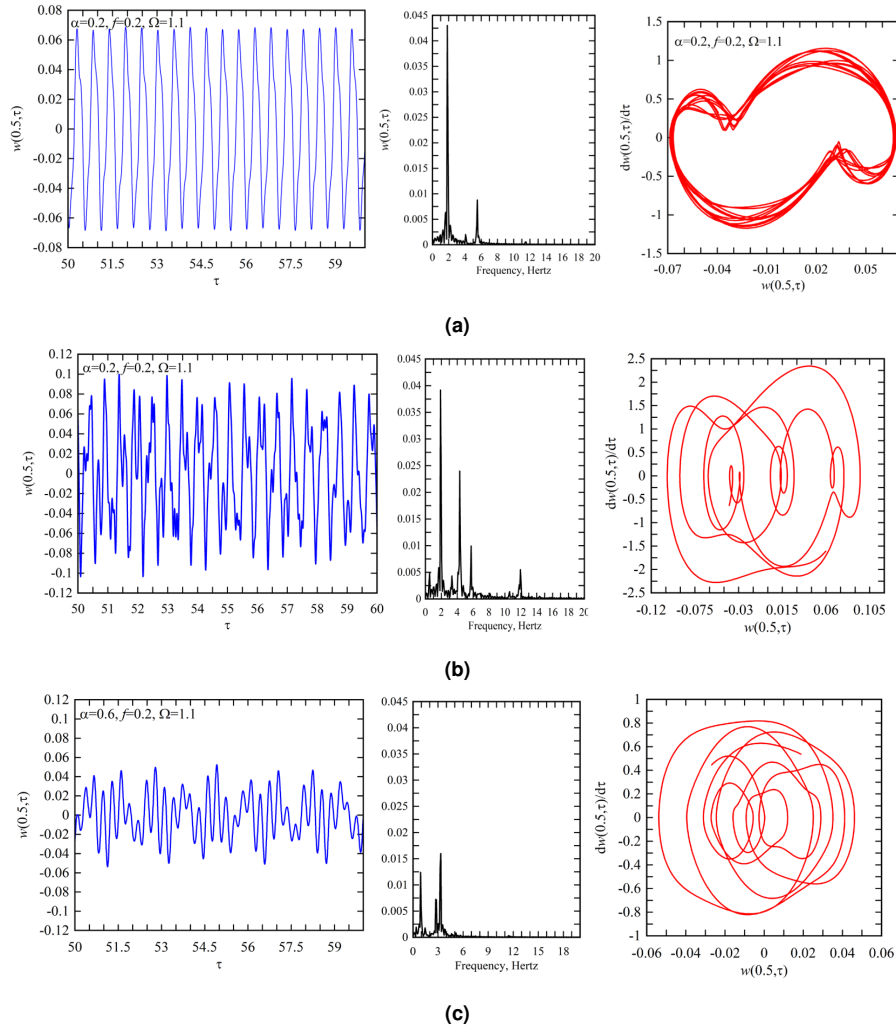 α=0.2, f=0.2, Ω=1.1
0.08
0.06
0.04
0.02
0
-0.02
-0.04
-0.06
-0.08
w(0.5,τ)
50 51.5 53 54.5 56 57.5 59
τ
w(0.5,τ)
0.045
0.04
0.035
0.03
0.025
0.02
0.015
0.01
0.005
0
0 2 4 6 8 10 12 14 16 18 20
Frequency, Hertz
α=0.2, f=0.2, Ω=1.1
1.5
1
0.5
0
-0.5
-1
-1.5
dw(0.5,τ)/dτ
-0.07 -0.04 -0.01 0.02 0.05
w(0.5,τ)
(a)
α=0.2, f=0.2, Ω=1.1
0.12
0.1
0.08
0.06
0.04
0.02
0
-0.02
-0.04
-0.06
-0.08
-0.1
-0.12
w(0.5,τ)
50 51 52 53 54 55 56 57 58 59 60
τ
0.045
0.04
0.035
0.03
0.025
0.02
0.015
0.01
0.005
0
0 2 4 6 8 10 12 14 16 18 20
Frequency, Hertz
2.5
2
1.5
1
0.5
0
-0.5
-1
-1.5
-2
-2.5
dw(0.5,τ)/dτ
-0.12 -0.075 -0.03 0.015 0.06 0.105
w(0.5,τ)
(b)
α=0.6, f=0.2, Ω=1.1
0.12
0.1
0.08
0.06
0.04
0.02
0
-0.02
-0.04
-0.06
-0.08
-0.1
-0.12
w(0.5,τ)
50 51.5 53 54.5 56 57.5 59
τ
0.045
0.04
0.035
0.03
0.025
0.02
0.015
0.01
0.005
0
0 3 6 9 12 15 18
Frequency, Hertz
1
0.8
0.6
0.4
0.2
0
-0.2
-0.4
-0.6
-0.8
-1
dw(0.5,τ)/dτ
-0.06 -0.04 -0.02 0 0.02 0.04 0.06
w(0.5,τ)
(c)